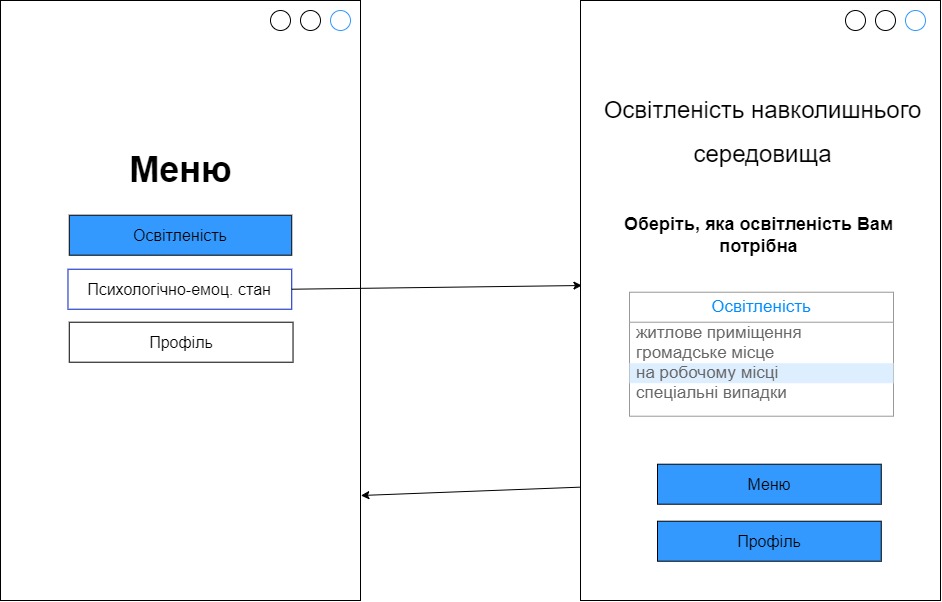 Меню
Освітленість
Психологічно-емоц. стан
Профіль
Освітленість навколишнього
середовища
Оберіть, яка освітленість Вам
потрібна
Освітленість
житлове приміщення
громадське місце
на робочому місці
спеціальні випадки
Меню
Профіль